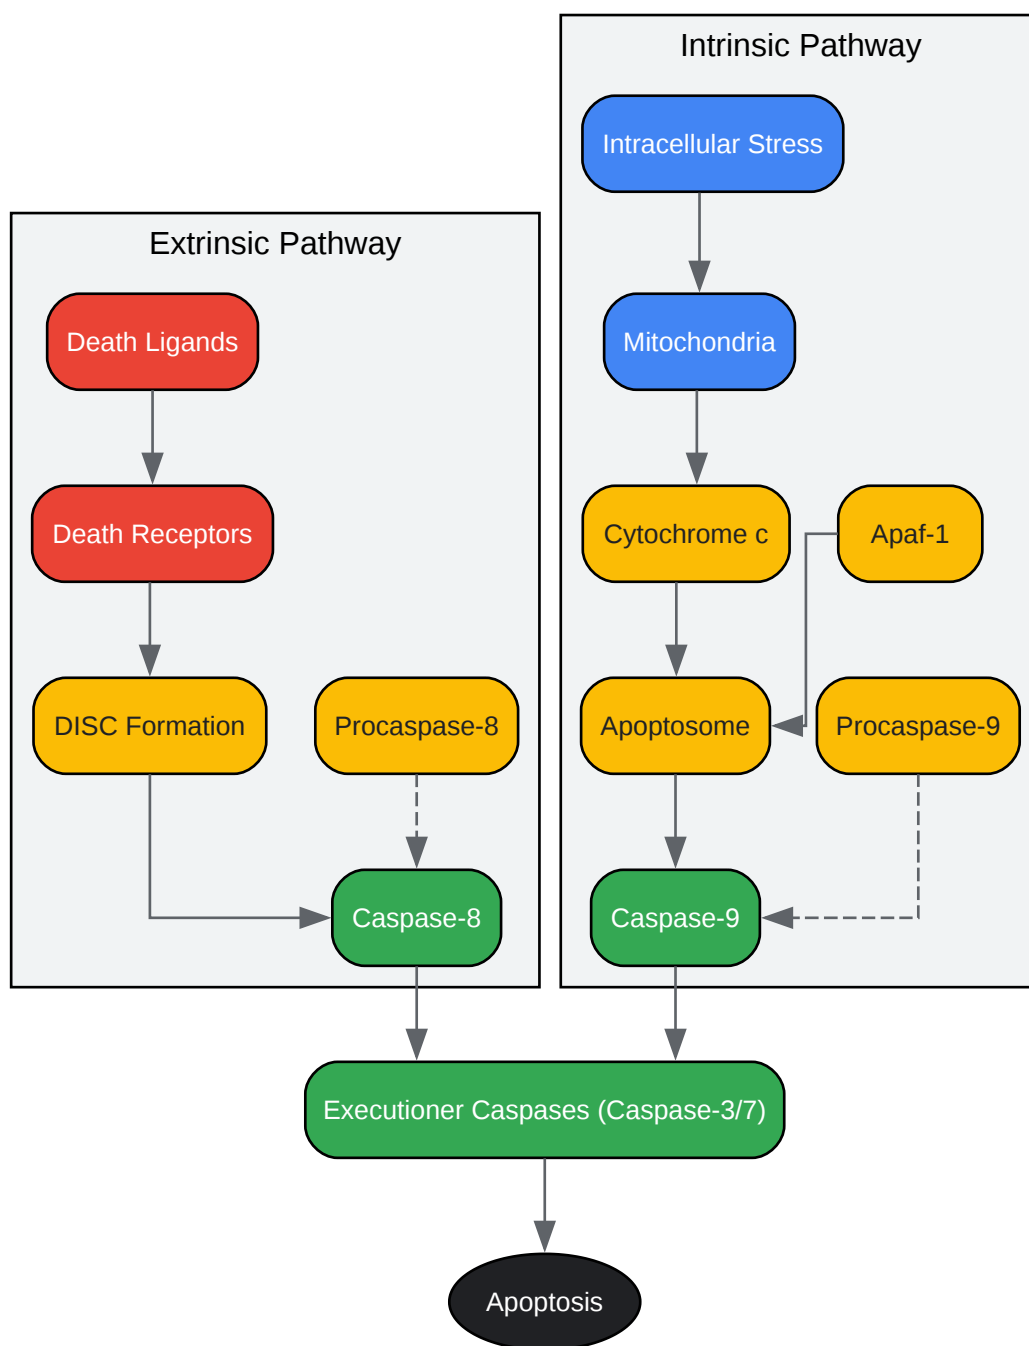 Intrinsic Pathway
Intracellular Stress
Extrinsic Pathway
Death Ligands
Mitochondria
Death Receptors
Cytochrome c
Apaf-1
DISC Formation
Procaspase-8
Apoptosome
Procaspase-9
Caspase-8
Caspase-9
Executioner Caspases (Caspase-3/7)
Apoptosis